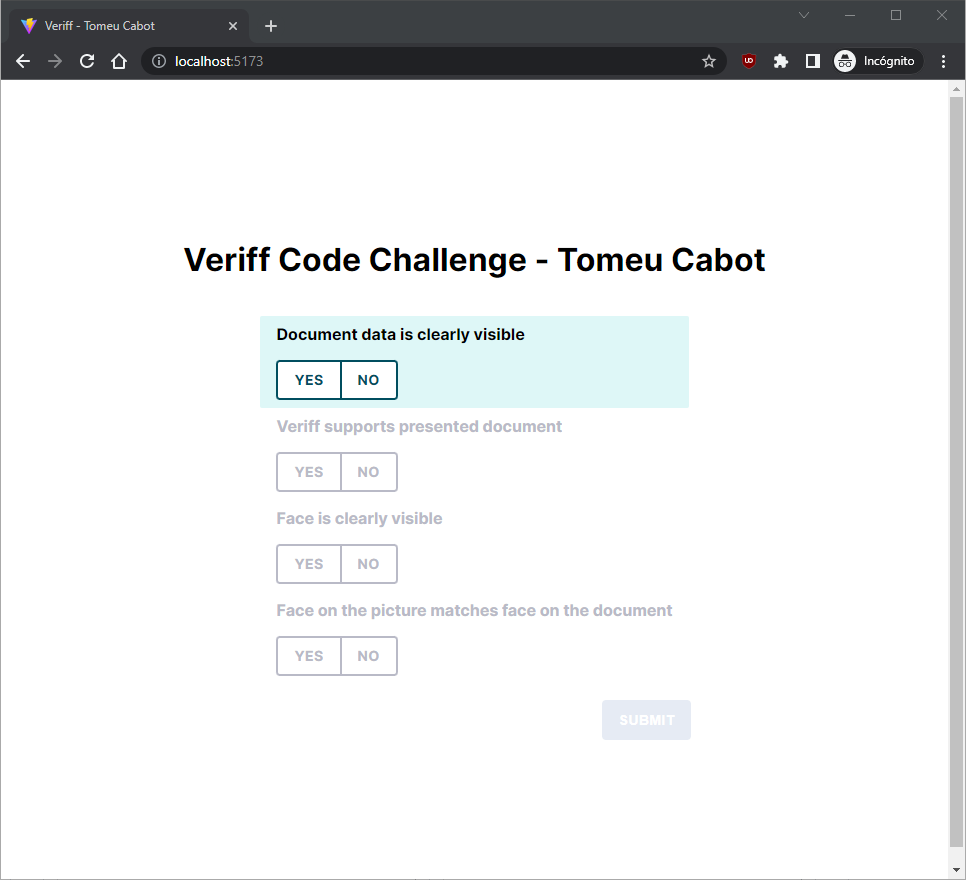 Veriff - Tomeu Cabot
localhost:5173
Incógnito
Veriff Code Challenge - Tomeu Cabot
Document data is clearly visible
YES NO
Veriff supports presented document
YES NO
Face is clearly visible
YES NO
Face on the picture matches face on the document
YES NO
SUBMIT